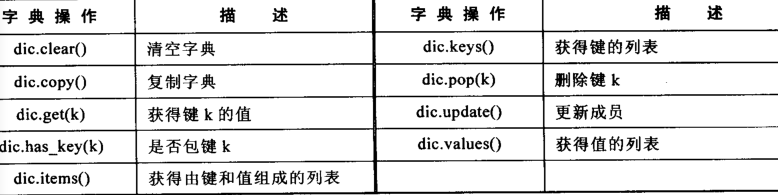 字典操作 描述 字典操作 描述
dic.clear() 清空字典 dic.keys() 获得键的列表
dic.copy() 复制字典 dic.pop(k) 删除键 k
dic.get(k) 获得键 k 的值 dic.update() 更新成员
dic.has_key(k) 是否包键 k dic.values() 获得值的列表
dic.items() 获得由键和值组成的列表